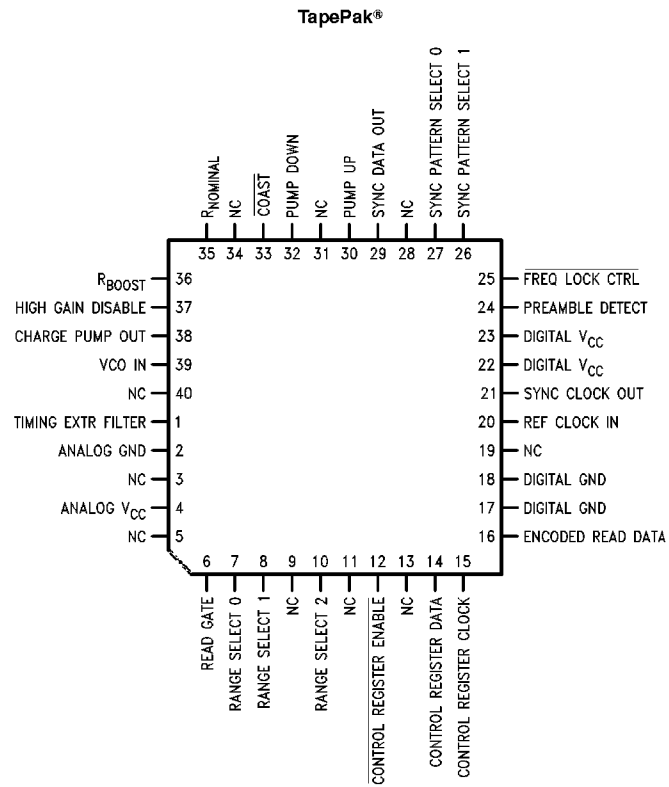 TapePak®
R_NOMINAL
NC
COAST
PUMP DOWN
NC
PUMP UP
SYNC DATA OUT
NC
SYNC PATTERN SELECT 0
SYNC PATTERN SELECT 1
35 34 33 32 31 30 29 28 27 26
R_BOOST 36
HIGH GAIN DISABLE 37
CHARGE PUMP OUT 38
VCO IN 39
NC 40
TIMING EXTR FILTER 1
ANALOG GND 2
NC 3
ANALOG V_CC 4
NC 5
25 FREQ LOCK CTRL
24 PREAMBLE DETECT
23 DIGITAL V_CC
22 DIGITAL V_CC
21 SYNC CLOCK OUT
20 REF CLOCK IN
19 NC
18 DIGITAL GND
17 DIGITAL GND
16 ENCODED READ DATA
6 7 8 9 10 11 12 13 14 15
READ GATE
RANGE SELECT 0
RANGE SELECT 1
NC
RANGE SELECT 2
NC
CONTROL REGISTER ENABLE
NC
CONTROL REGISTER DATA
CONTROL REGISTER CLOCK